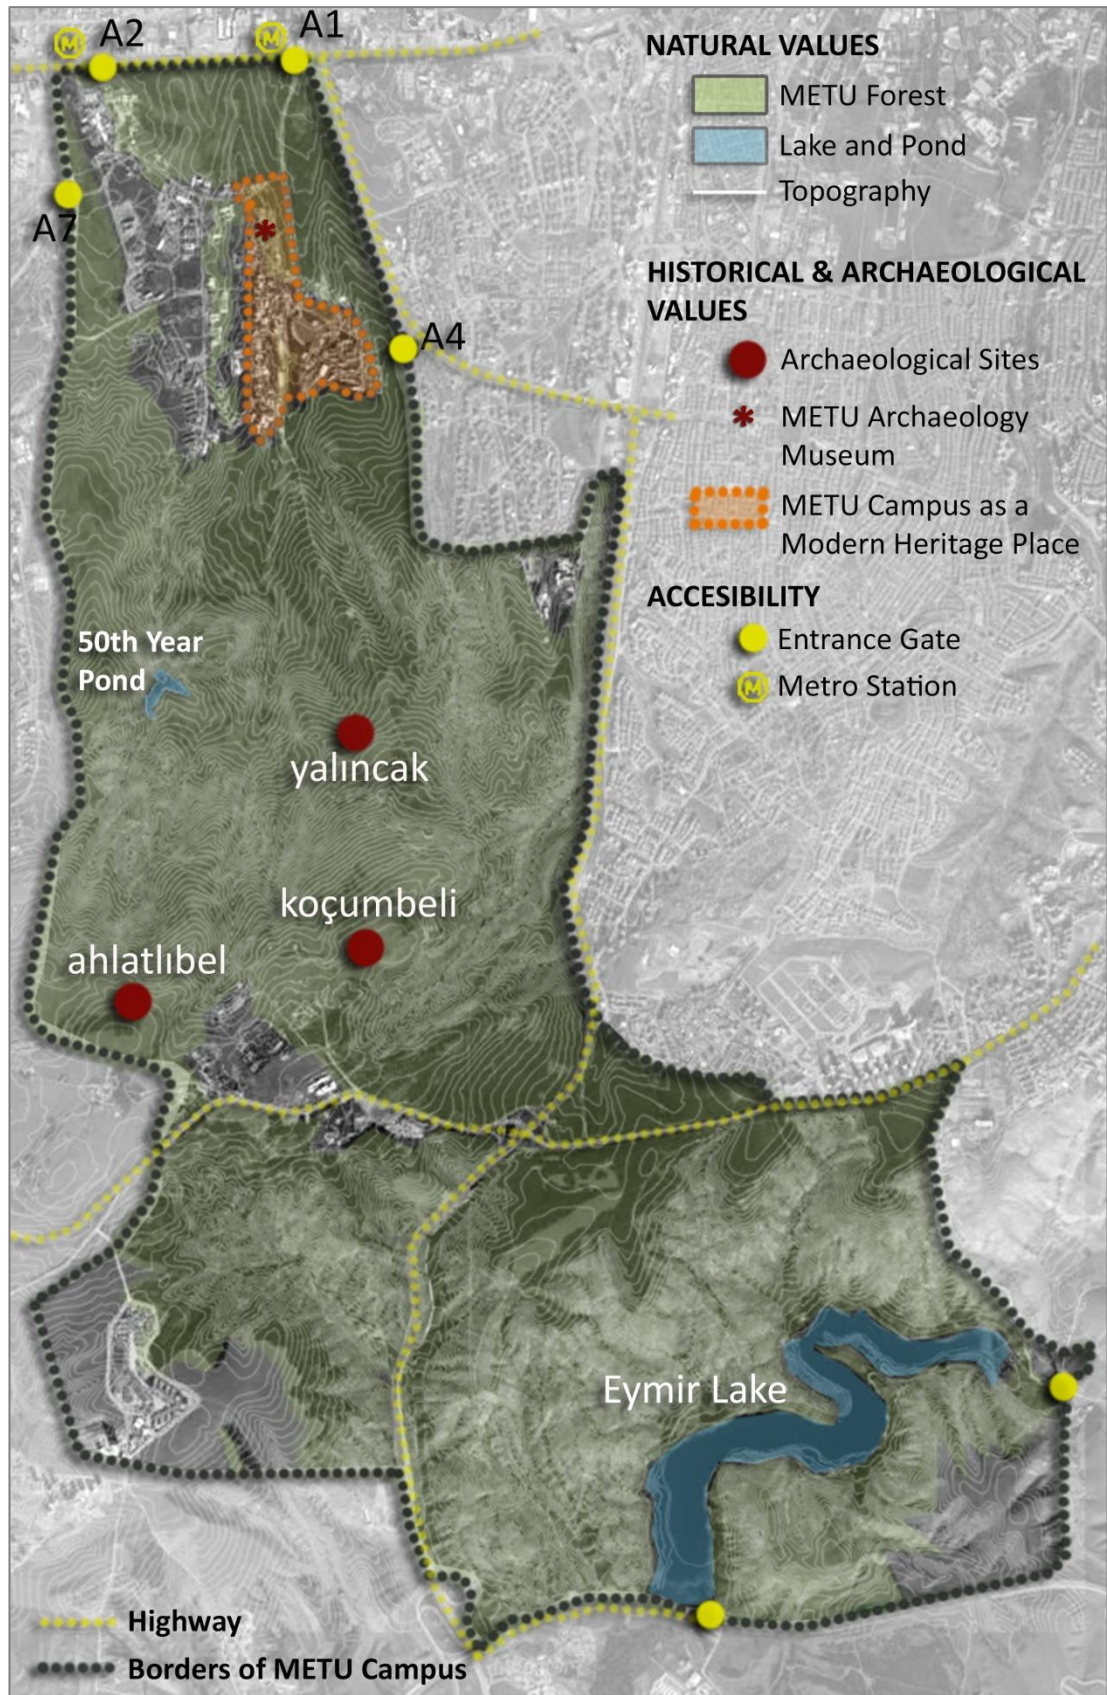 A2
A1
A7
A4
NATURAL VALUES
METU Forest
Lake and Pond
Topography
HISTORICAL & ARCHAEOLOGICAL
VALUES
Archaeological Sites
METU Archaeology
Museum
METU Campus as a
Modern Heritage Place
ACCESIBILITY
Entrance Gate
M Metro Station
M
M
50th Year
Pond
yalıncak
koçumbeli
ahlatlıbel
Eymir Lake
Highway
Borders of METU Campus